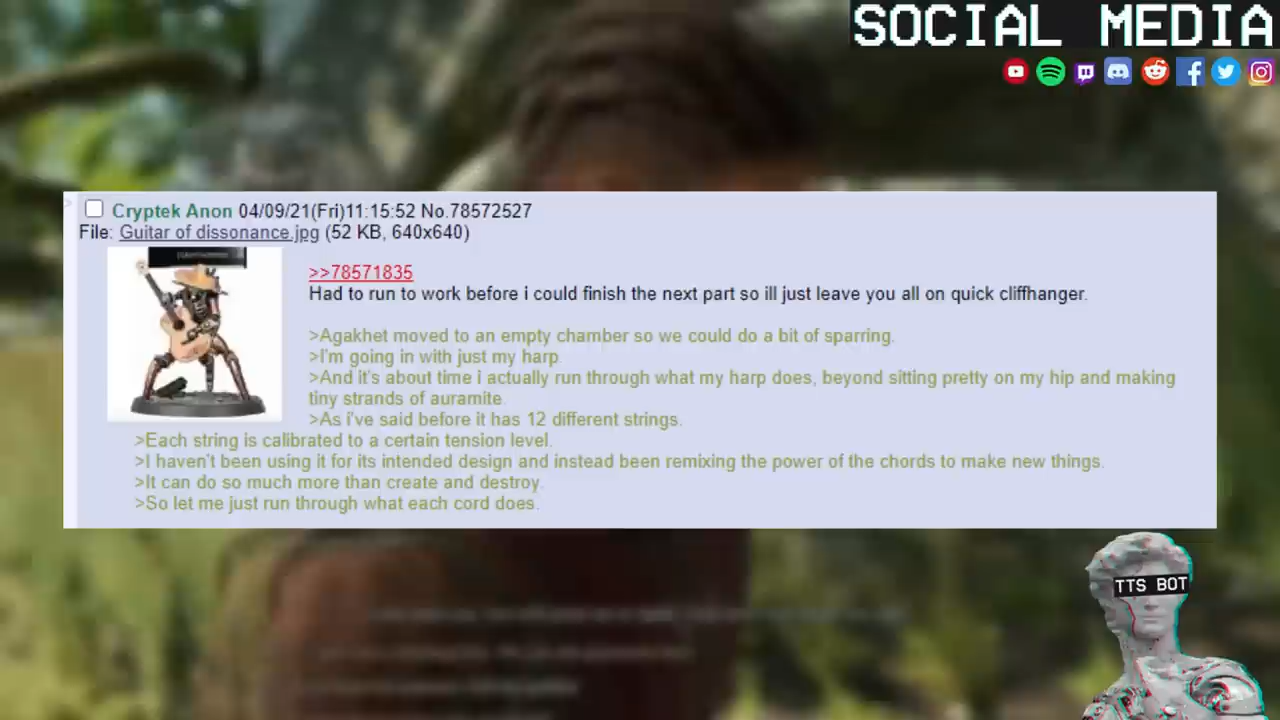 SOCIAL MEDIA
Cryptek Anon 04/09/21(Fri)11:15:52 No.78572527
File: Guitar of dissonance.jpg (52 KB, 640x640)
>>78571835
Had to run to work before i could finish the next part so ill just leave you all on quick cliffhanger.
>Agakhet moved to an empty chamber so we could do a bit of sparring.
>I'm going in with just my harp.
>And it's about time i actually run through what my harp does, beyond sitting pretty on my hip and making
tiny strands of auramite.
>As i've said before it has 12 different strings.
>Each string is calibrated to a certain tension level.
>I haven't been using it for its intended design and instead been remixing the power of the chords to make new things.
>It can do so much more than create and destroy.
>So let me just run through what each cord does.
TTS BOT